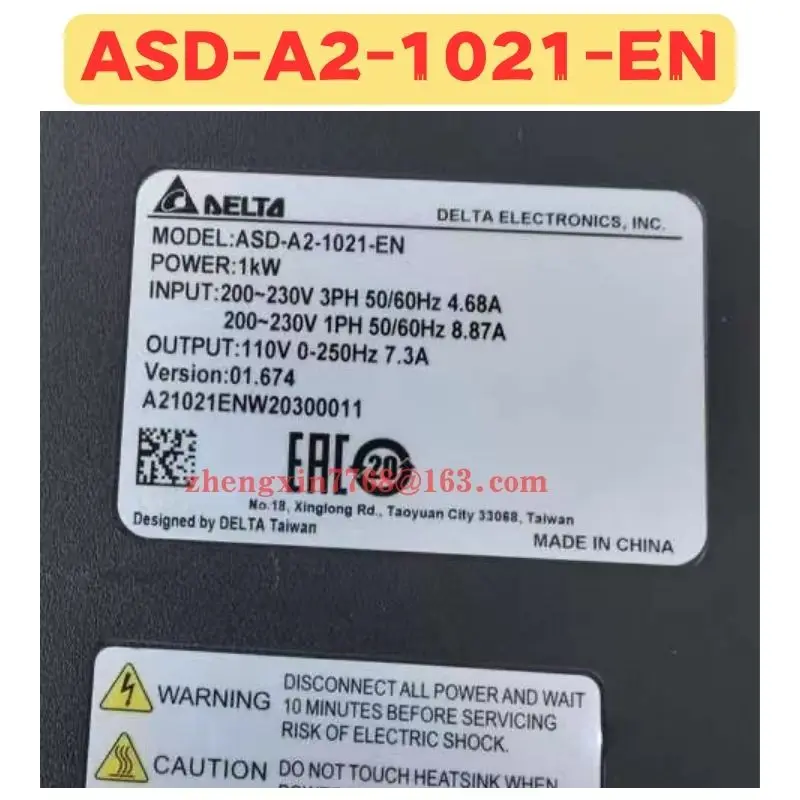 ASD-A2-1021-EN
DELTA
DELTA ELECTRONICS, INC.
MODEL:ASD-A2-1021-EN
POWER:1kW
INPUT:200~230V 3PH 50/60Hz 4.68A
200~230V 1PH 50/60Hz 8.87A
OUTPUT:110V 0-250Hz 7.3A
Version:01.674
A21021ENW20300011
EAC
20
zhengxin7768@163.com
No.18, Xinglong Rd., Taoyuan City 33068, Taiwan
Designed by DELTA Taiwan
MADE IN CHINA
WARNING
DISCONNECT ALL POWER AND WAIT
10 MINUTES BEFORE SERVICING
RISK OF ELECTRIC SHOCK.
CAUTION
DO NOT TOUCH HEATSINK WHEN